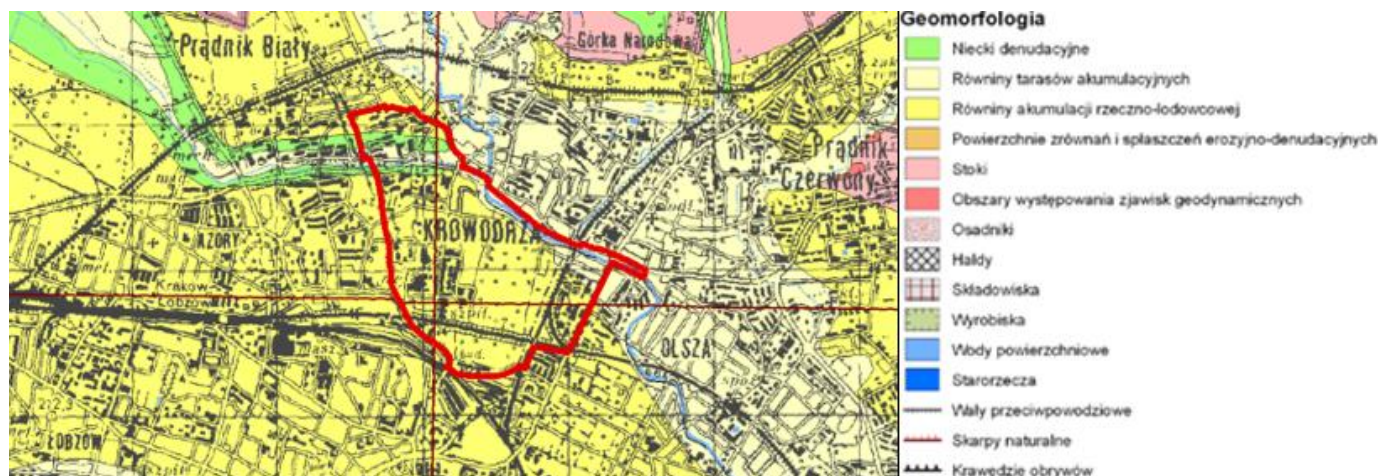 Prądnik Biały
Górka Narodowa
225.0
Prądnik
Czerwony
KROWODRZA
Kraków
Łobzów
OLSZA
ŁOBZÓW
Geomorfologia
Niecki denudacyjne
Równiny tarasów akumulacyjnych
Równiny akumulacji rzeczno-lodowcowej
Powierzchnie zrównań i spłaszczeń erozyjno-denudacyjnych
Stoki
Obszary występowania zjawisk geodynamicznych
Osadniki
Hałdy
Składowiska
Wyrobiska
Wody powierzchniowe
Starorzecza
Wały przeciwpowodziowe
Skarpy naturalne
Krawędzie obrywów